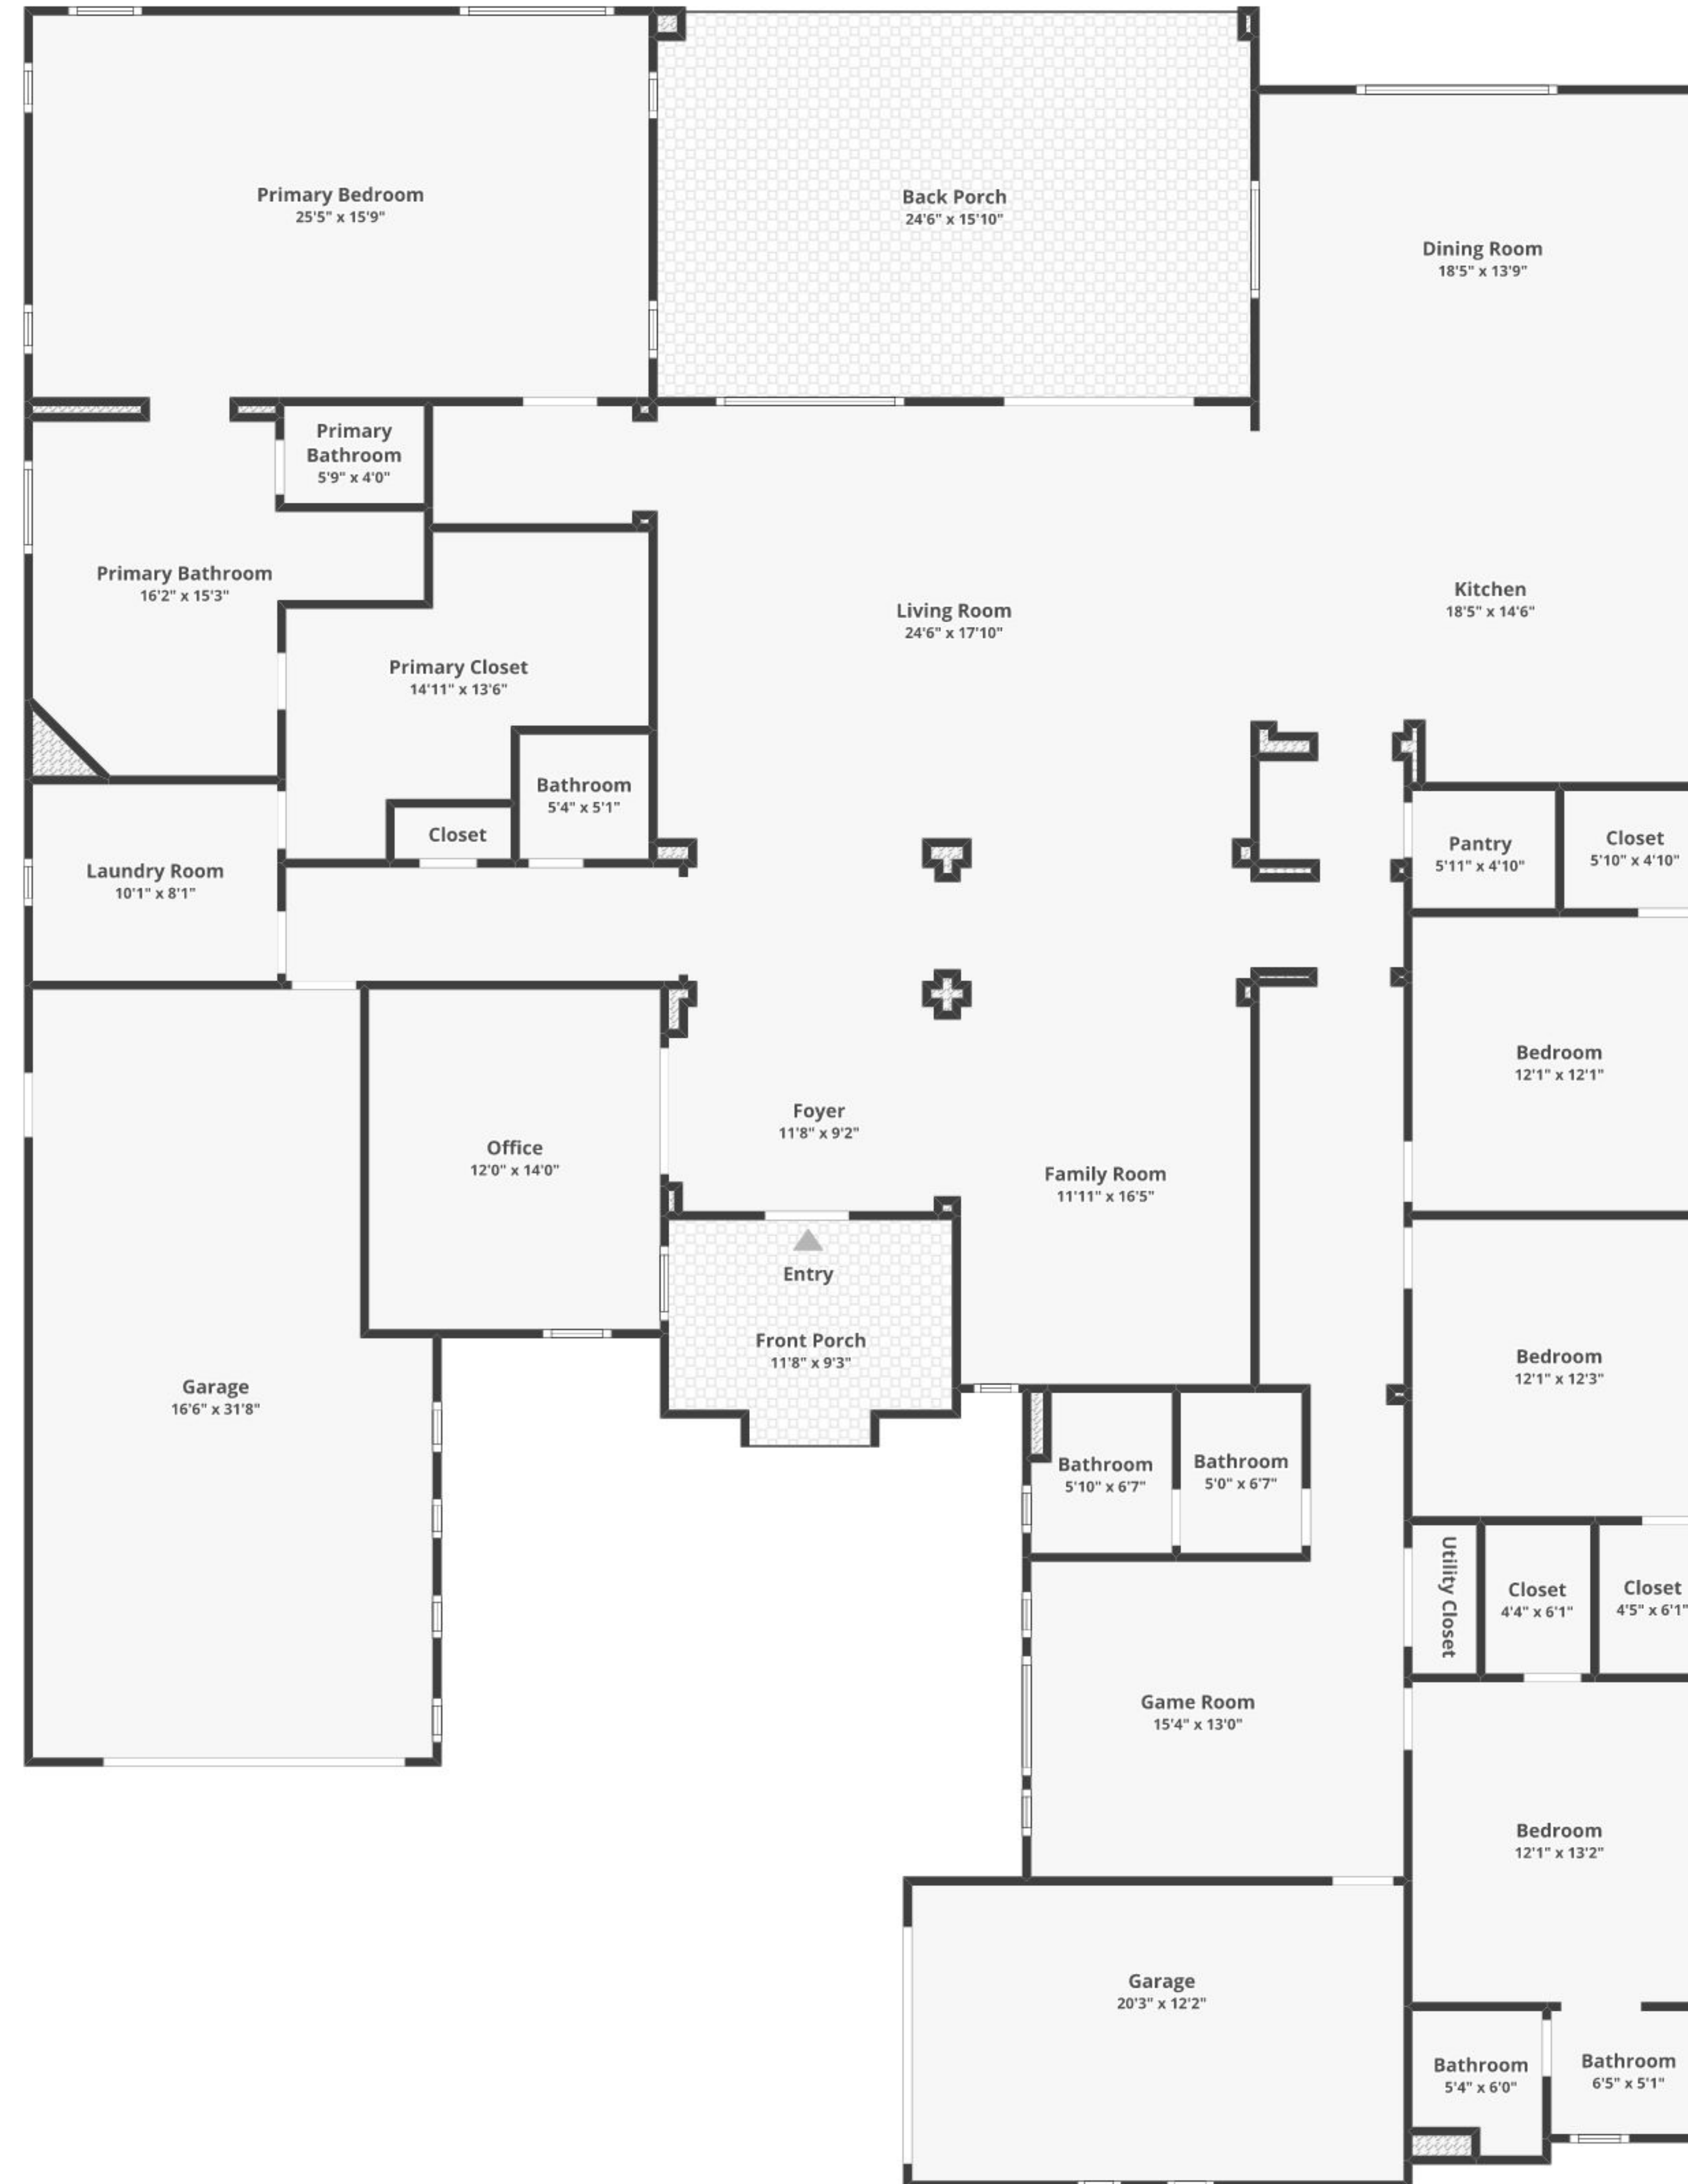 Primary Bedroom
25'5" x 15'9"
Back Porch
24'6" x 15'10"
Dining Room
18'5" x 13'9"
Primary
Bathroom
5'9" x 4'0"
Primary Bathroom
16'2" x 15'3"
Living Room
24'6" x 17'10"
Kitchen
18'5" x 14'6"
Primary Closet
14'11" x 13'6"
Bathroom
5'4" x 5'1"
Closet
Laundry Room
10'1" x 8'1"
Pantry
5'11" x 4'10"
Closet
5'10" x 4'10"
Bedroom
12'1" x 12'1"
Foyer
11'8" x 9'2"
Office
12'0" x 14'0"
Family Room
11'11" x 16'5"
Entry
Front Porch
11'8" x 9'3"
Bedroom
12'1" x 12'3"
Garage
16'6" x 31'8"
Bathroom
5'10" x 6'7"
Bathroom
5'0" x 6'7"
Utility Closet
Closet
4'4" x 6'1"
Closet
4'5" x 6'1"
Game Room
15'4" x 13'0"
Bedroom
12'1" x 13'2"
Garage
20'3" x 12'2"
Bathroom
5'4" x 6'0"
Bathroom
6'5" x 5'1"